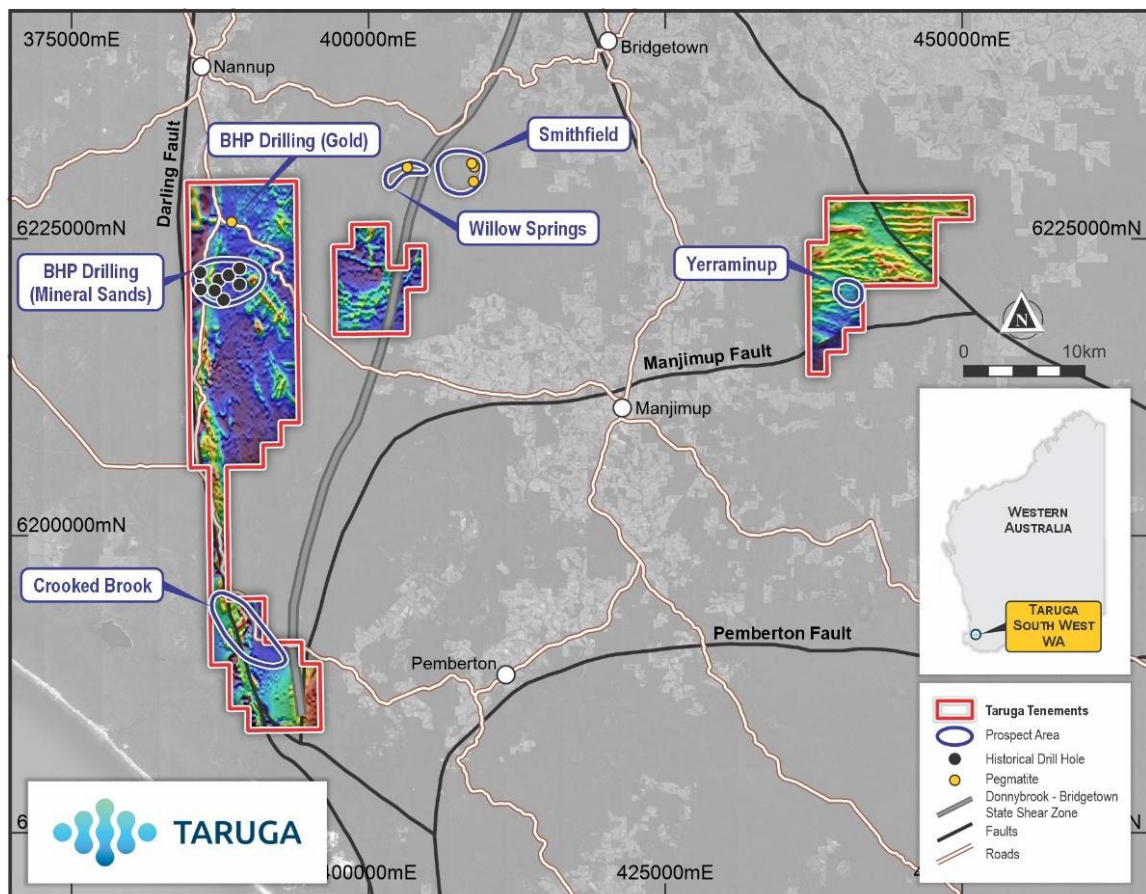 375000mE
400000mE
450000mE
Nannup
Bridgetown
BHP Drilling (Gold)
Smithfield
Darling Fault
Willow Springs
6225000mN
6225000mN
BHP Drilling
(Mineral Sands)
Yerraminup
N
0 10km
Manjimup Fault
Manjimup
6200000mN
WESTERN
AUSTRALIA
TARUGA
SOUTH WEST
WA
Crooked Brook
Pemberton Fault
Pemberton
Taruga Tenements
Prospect Area
Historical Drill Hole
Pegmatite
Donnybrook - Bridgetown
State Shear Zone
Faults
Roads
TARUGA
400000mE
425000mE